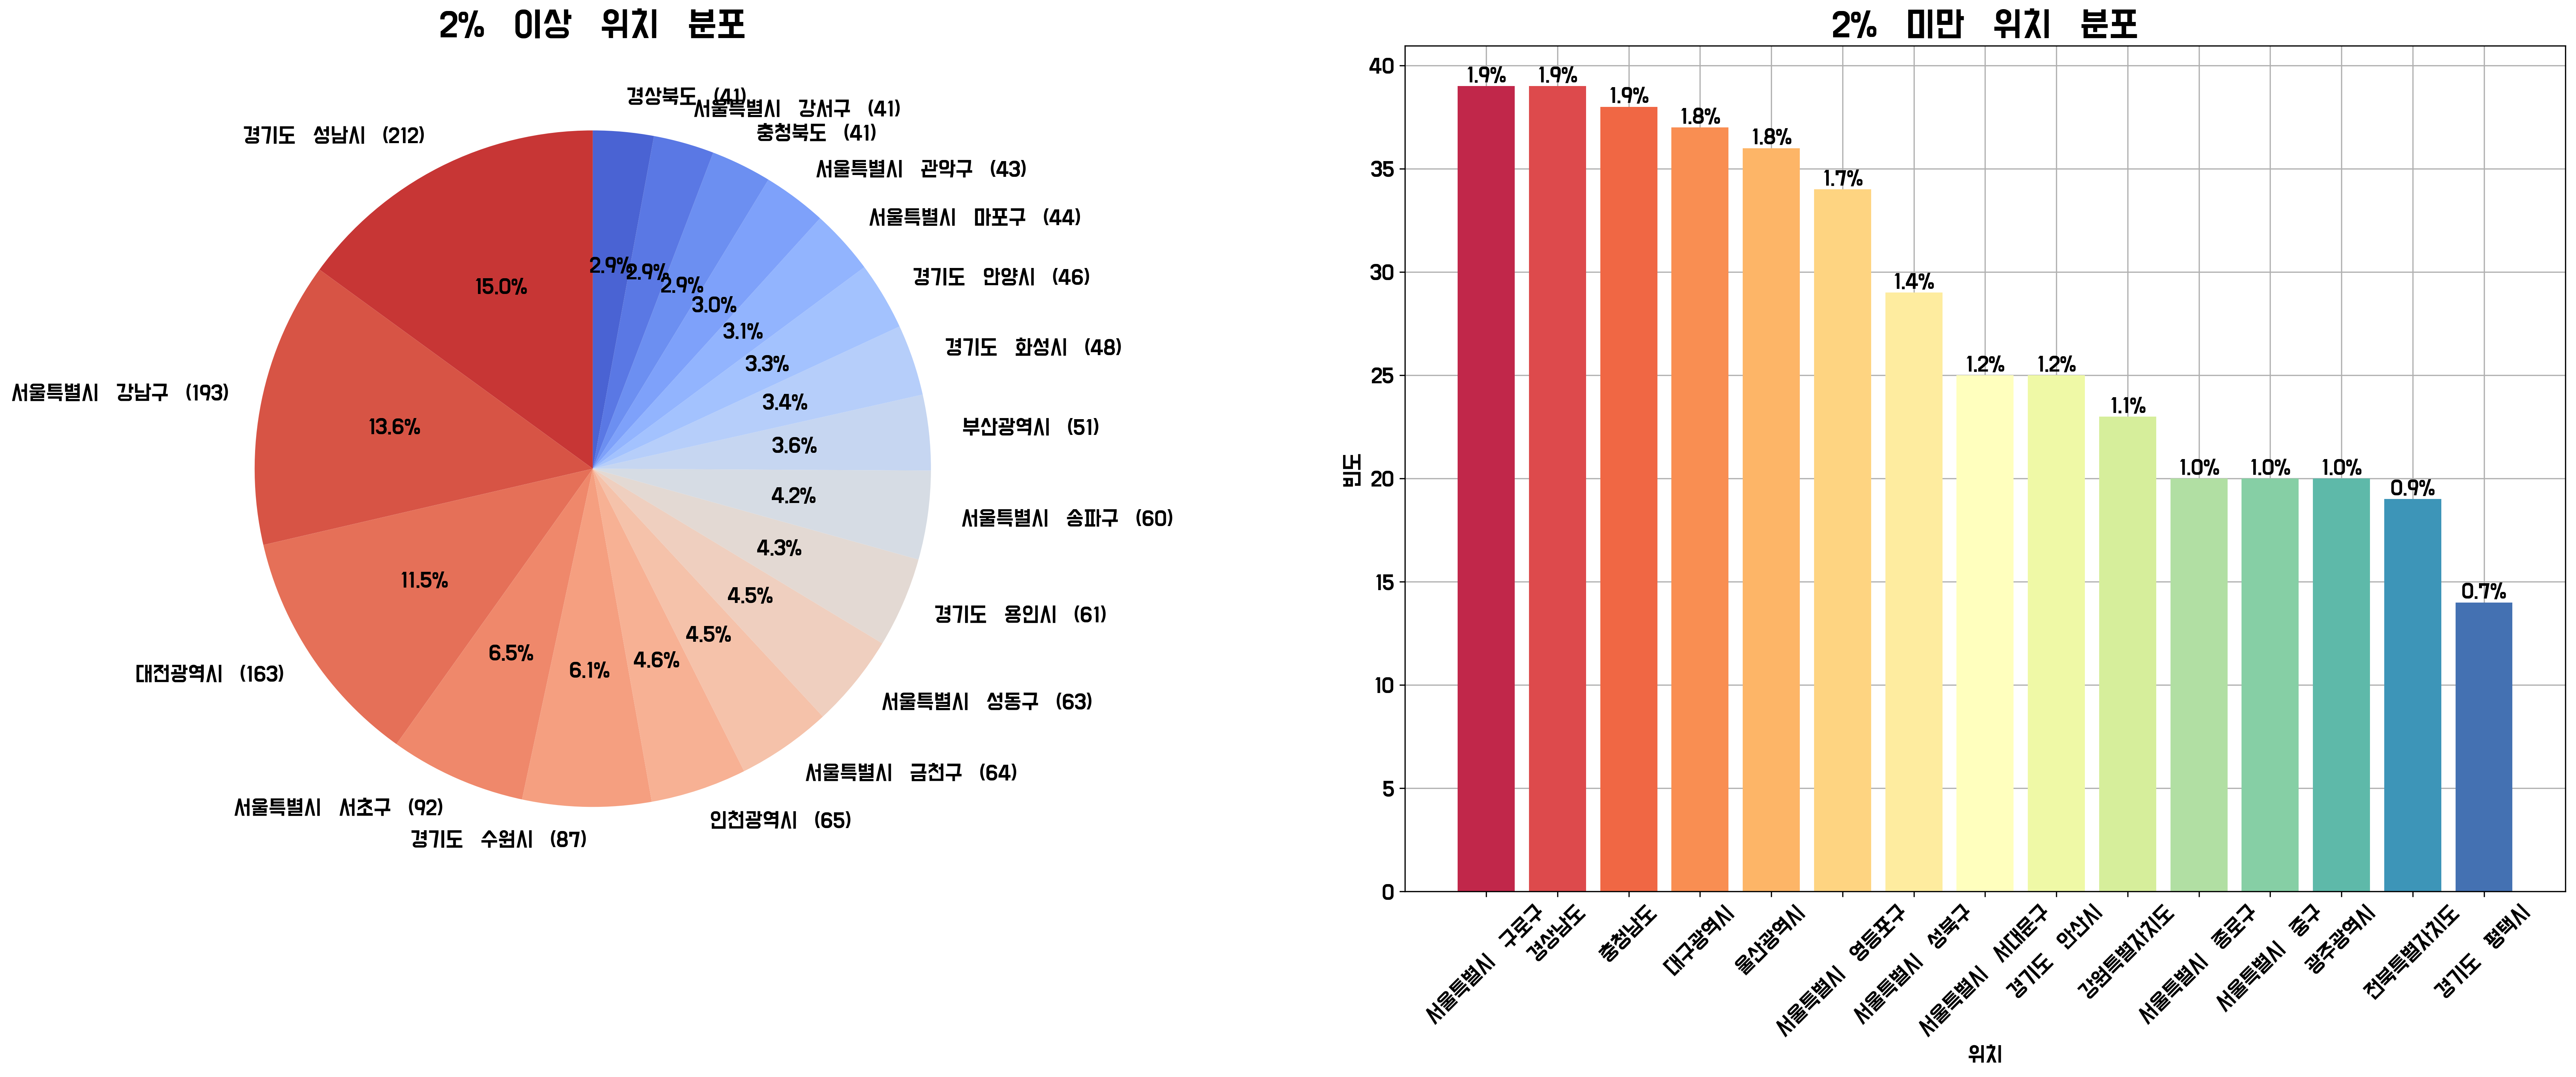 2% 이상 위치 분포
경상북도 (41)
서울특별시 강서구 (41)
충청북도 (41)
서울특별시 관악구 (43)
서울특별시 마포구 (44)
경기도 안양시 (46)
경기도 화성시 (48)
부산광역시 (51)
서울특별시 송파구 (60)
경기도 용인시 (61)
서울특별시 성동구 (63)
서울특별시 금천구 (64)
인천광역시 (65)
경기도 수원시 (87)
서울특별시 서초구 (92)
대전광역시 (163)
서울특별시 강남구 (193)
경기도 성남시 (212)
2.9%
2.9%
2.9%
3.0%
3.1%
3.3%
3.4%
3.6%
4.2%
4.3%
4.5%
4.5%
4.6%
6.1%
6.5%
11.5%
13.6%
15.0%
2% 미만 위치 분포
빈도
40
35
30
25
20
15
10
5
0
1.9%
1.9%
1.9%
1.8%
1.8%
1.7%
1.4%
1.2%
1.2%
1.1%
1.0%
1.0%
1.0%
0.9%
0.7%
서울특별시 구로구
경상남도
충청남도
대구광역시
울산광역시
서울특별시 영등포구
서울특별시 성북구
서울특별시 서대문구
경기도 안산시
강원특별자치도
서울특별시 종로구
서울특별시 중구
광주광역시
전북특별자치도
경기도 평택시
위치